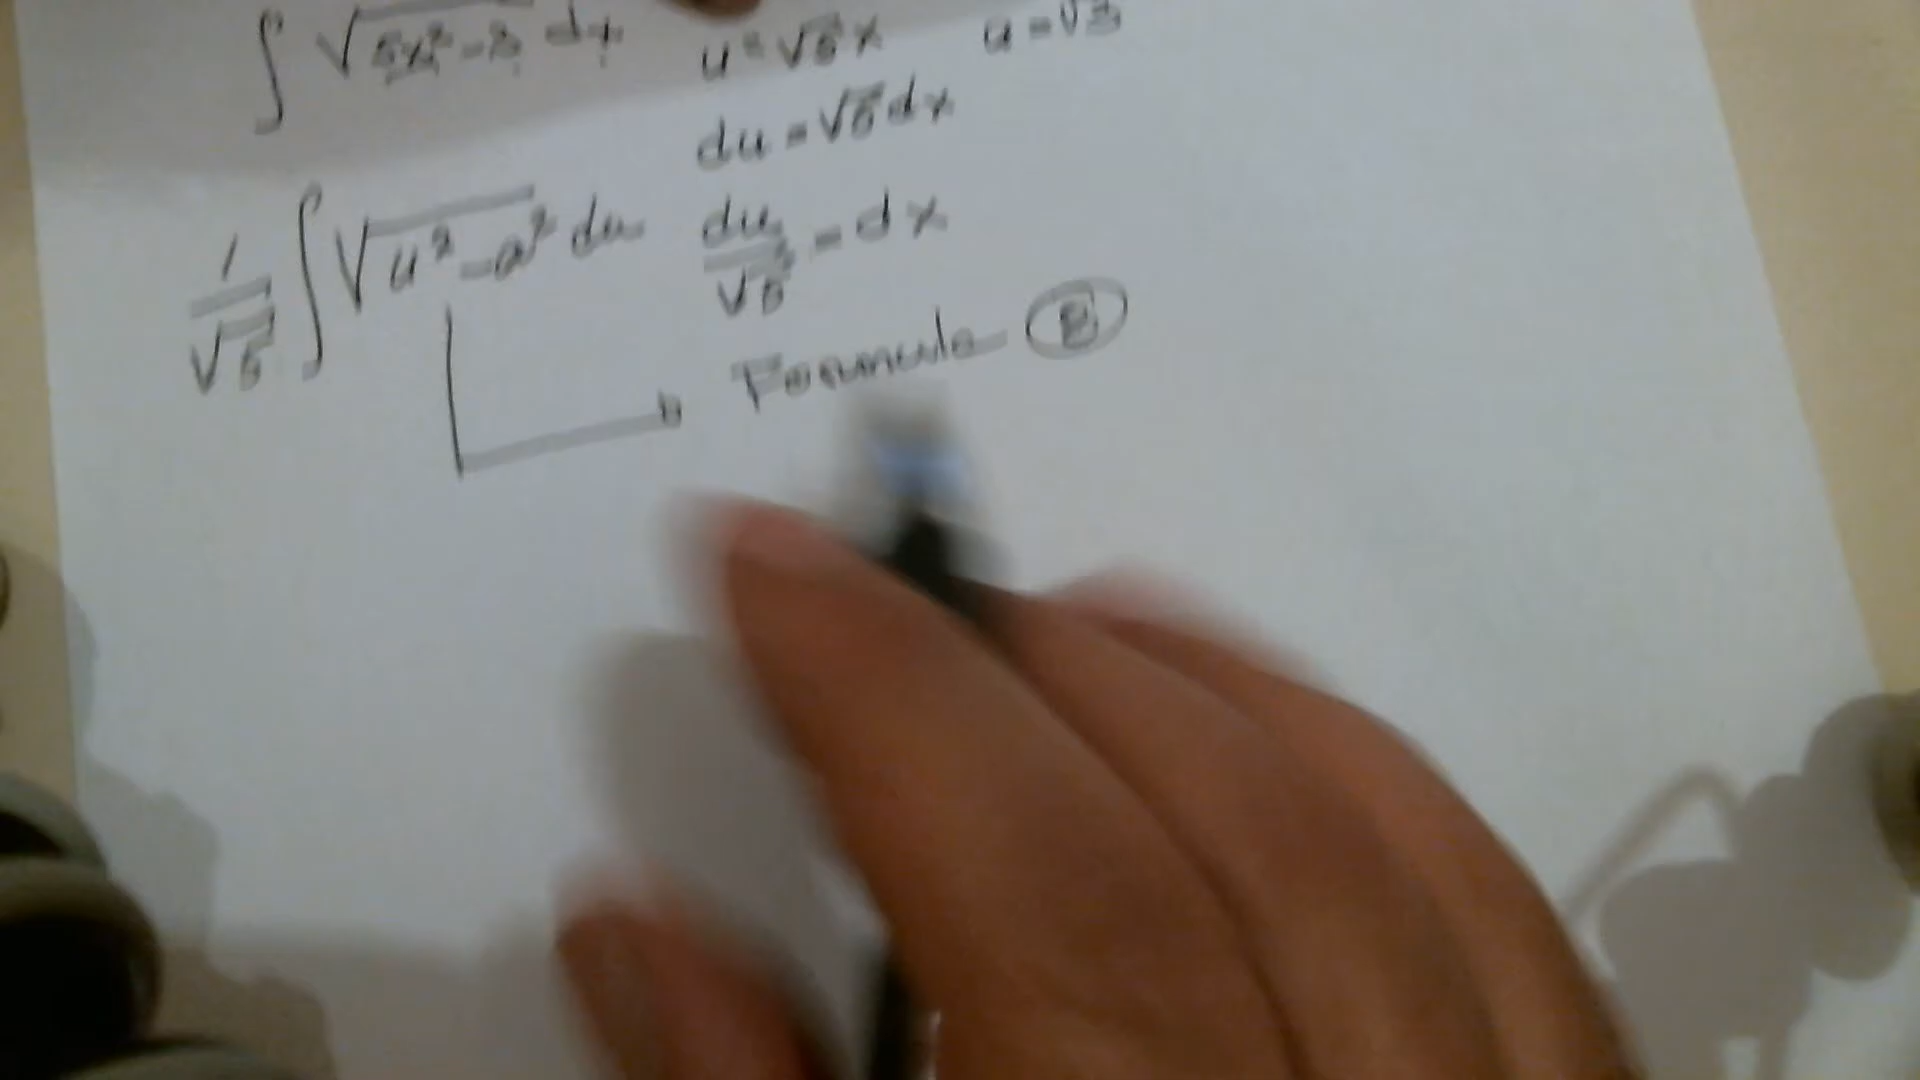 ∫ √5x²-3 dx u=√5x u=√3
du=√5dx
1/√5 ∫ √u²-a² du du/√5=dx
Formula B